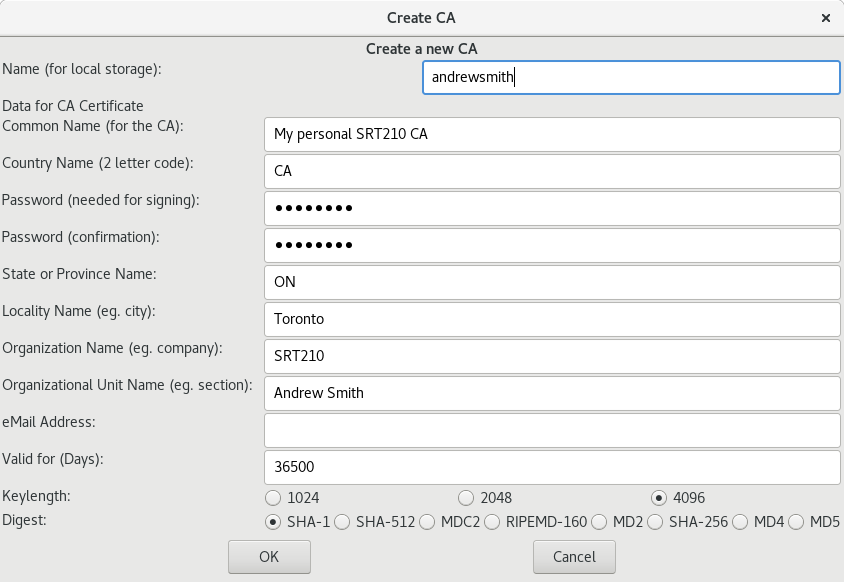 Create CA ×
Create a new CA
Name (for local storage): andrewsmith
Data for CA Certificate
Common Name (for the CA): My personal SRT210 CA
Country Name (2 letter code): CA
Password (needed for signing): ●●●●●●●●
Password (confirmation): ●●●●●●●●
State or Province Name: ON
Locality Name (eg. city): Toronto
Organization Name (eg. company): SRT210
Organizational Unit Name (eg. section): Andrew Smith
eMail Address:
Valid for (Days): 36500
Keylength: 1024 2048 4096
Digest: SHA-1 SHA-512 MDC2 RIPEMD-160 MD2 SHA-256 MD4 MD5
OK Cancel